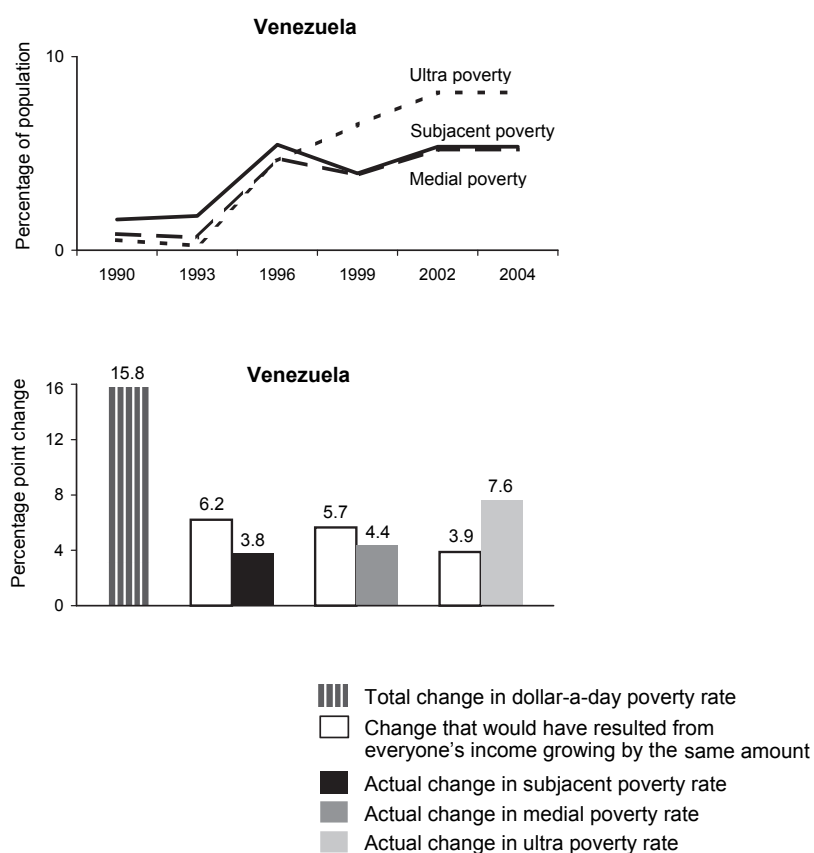 Venezuela
Percentage of population
10
0
Ultra poverty
Subjacent poverty
Medial poverty
1990 1993 1996 1999 2002 2004
Venezuela
Percentage point change
16
12
8
4
0
15.8
6.2
3.8
5.7
4.4
3.9
7.6
Total change in dollar-a-day poverty rate
Change that would have resulted from
everyone's income growing by the same amount
Actual change in subjacent poverty rate
Actual change in medial poverty rate
Actual change in ultra poverty rate